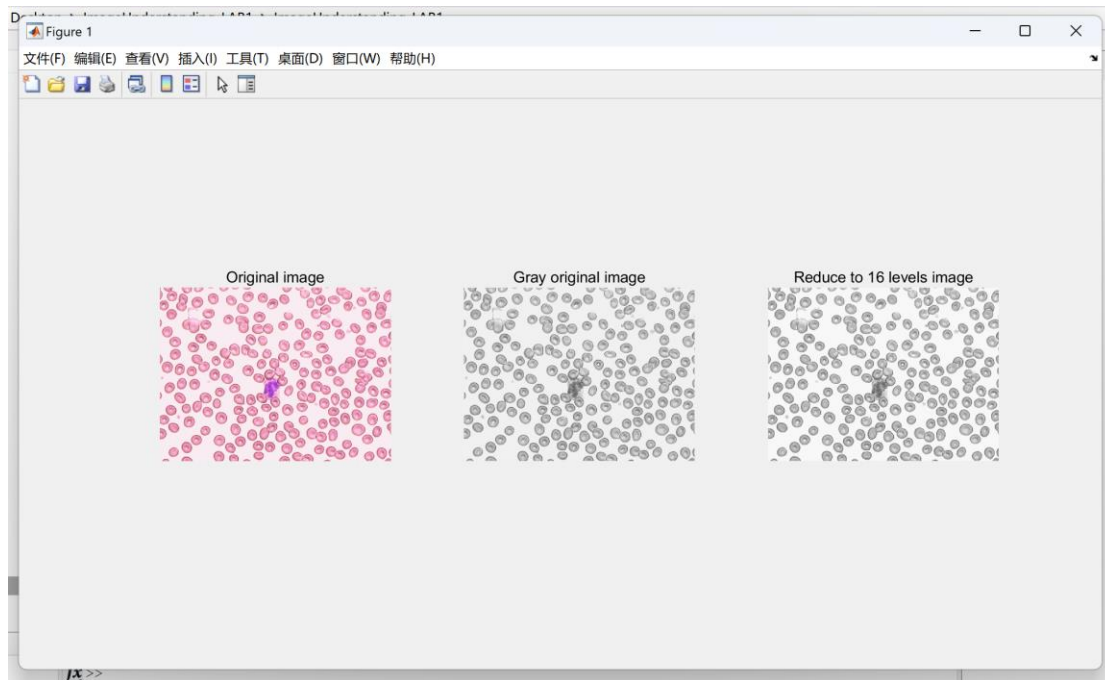 Figure 1
文件(F) 编辑(E) 查看(V) 插入(I) 工具(T) 桌面(D) 窗口(W) 帮助(H)
Original image
Gray original image
Reduce to 16 levels image
fx >>